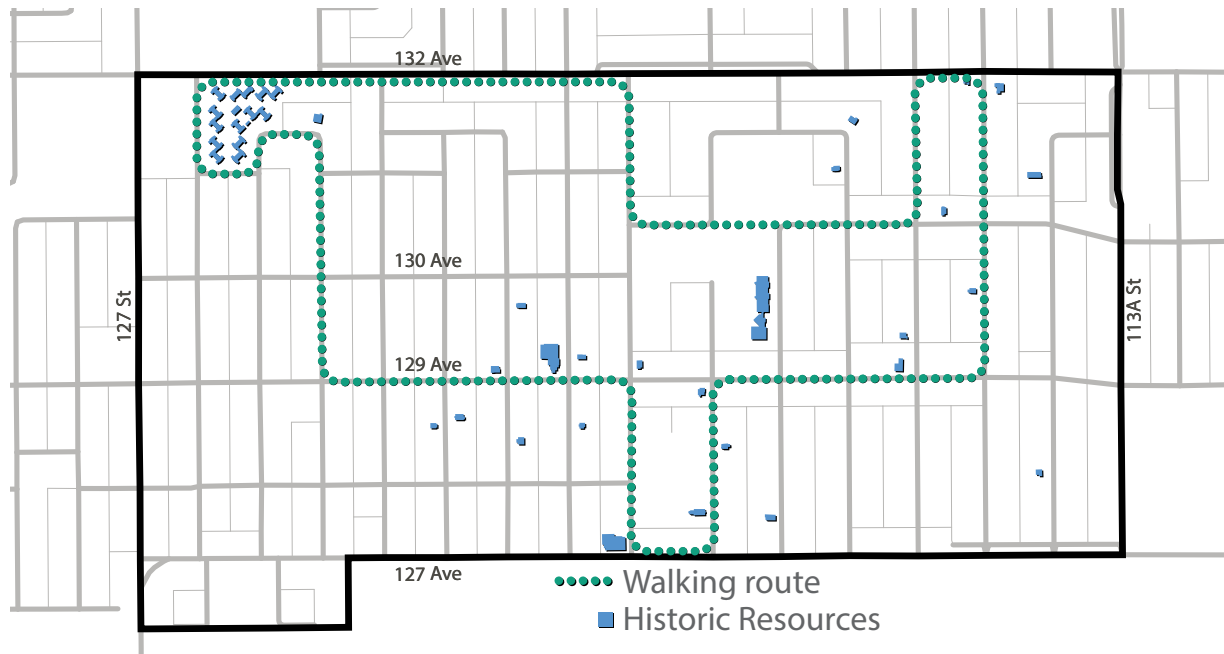 132 Ave
130 Ave
127 St
113A St
129 Ave
127 Ave
Walking route
Historic Resources